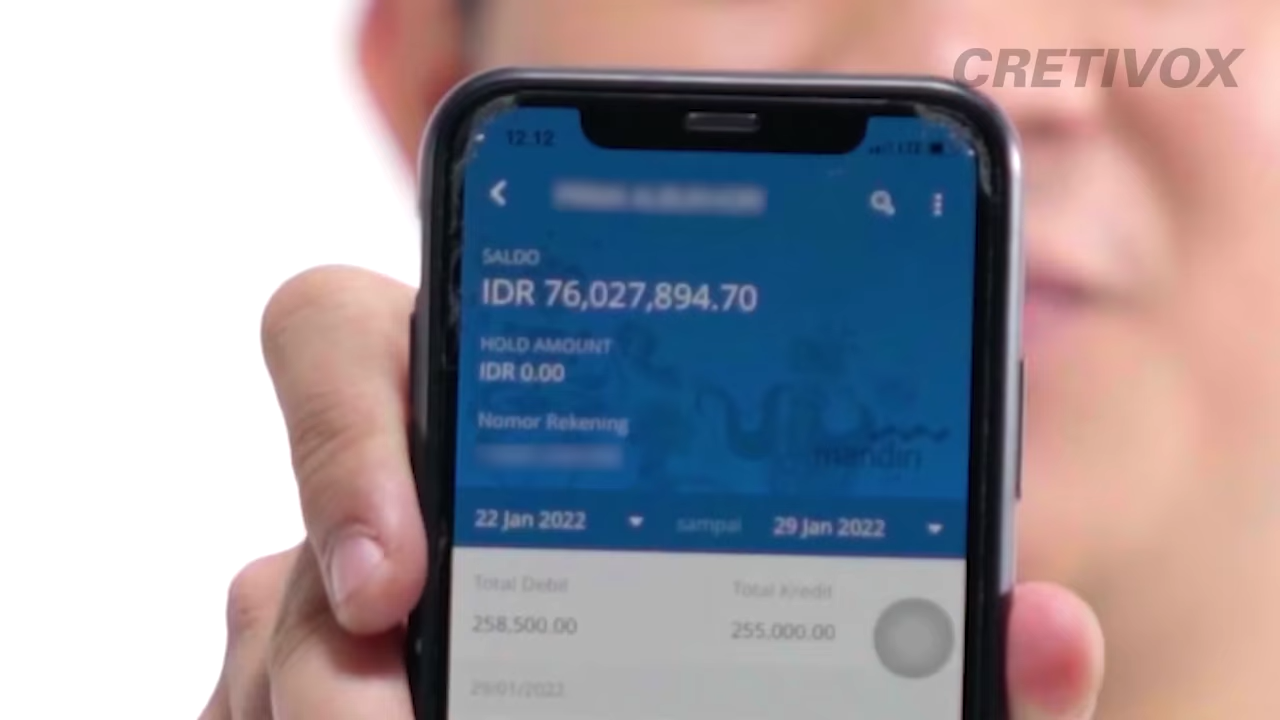 CRETIVOX
12.12
LTE
SALDO
IDR 76,027,894.70
HOLD AMOUNT
IDR 0.00
Nomor Rekening
mandiri
22 Jan 2022 sampai 29 Jan 2022
Total Debit Total Kredit
258,500.00 255,000.00
29/01/2022